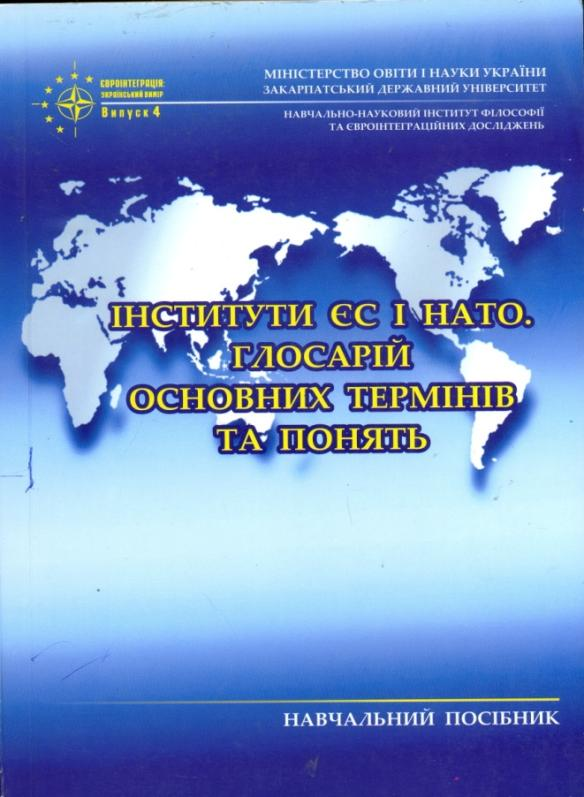 ЄВРОІНТЕГРАЦІЯ:
УКРАЇНСЬКИЙ ВИМІР
Випуск 4
МІНІСТЕРСТВО ОСВІТИ І НАУКИ УКРАЇНИ
ЗАКАРПАТСЬКИЙ ДЕРЖАВНИЙ УНІВЕРСИТЕТ
НАВЧАЛЬНО-НАУКОВИЙ ІНСТИТУТ ФІЛОСОФІЇ
ТА ЄВРОІНТЕГРАЦІЙНИХ ДОСЛІДЖЕНЬ
ІНСТИТУТИ ЄС І НАТО.
ГЛОСАРІЙ
ОСНОВНИХ ТЕРМІНІВ
ТА ПОНЯТЬ
НАВЧАЛЬНИЙ ПОСІБНИК